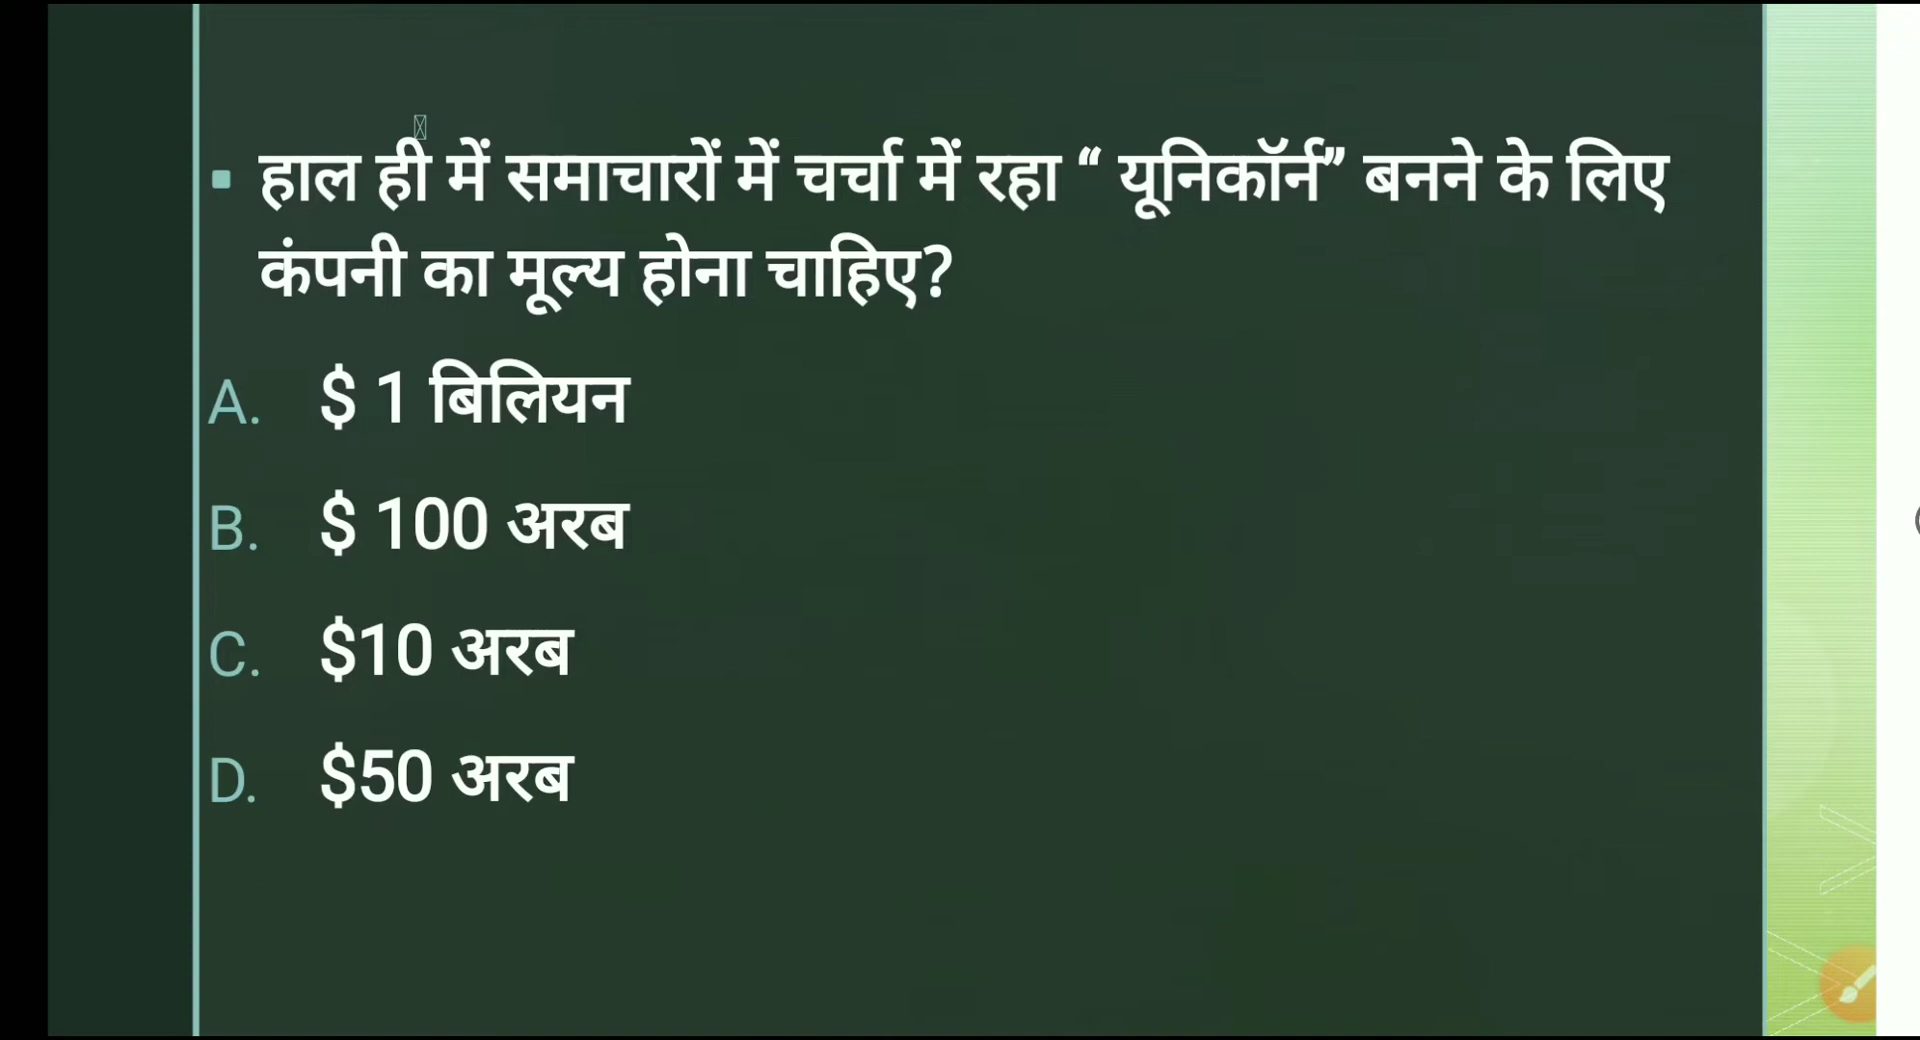 ▪ हाल ही में समाचारों में चर्चा में रहा “ यूनिकॉर्न” बनने के लिए
कंपनी का मूल्य होना चाहिए?
A. $ 1 बिलियन
B. $ 100 अरब
C. $10 अरब
D. $50 अरब